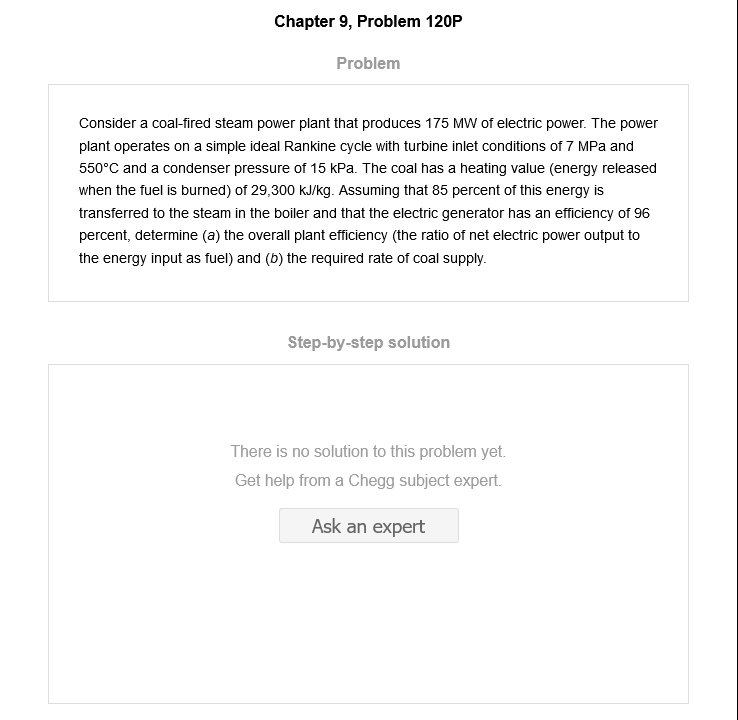 Chapter 9, Problem 120P
Problem
Consider a coal-fired steam power plant that produces 175 MW of electric power. The power
plant operates on a simple ideal Rankine cycle with turbine inlet conditions of 7 MPa and
550°C and a condenser pressure of 15 kPa. The coal has a heating value (energy released
when the fuel is burned) of 29,300 kJ/kg. Assuming that 85 percent of this energy is
transferred to the steam in the boiler and that the electric generator has an efficiency of 96
percent, determine (a) the overall plant efficiency (the ratio of net electric power output to
the energy input as fuel) and (b) the required rate of coal supply.
Step-by-step solution
There is no solution to this problem yet.
Get help from a Chegg subject expert.
Ask an expert